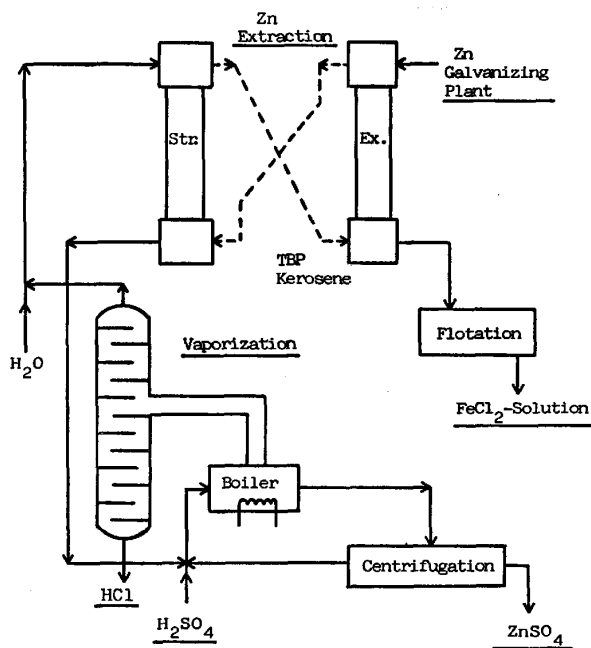 Zn
Extraction
Zn
Galvanizing
Plant
Str.
Ex.
TBP
Kerosene
Flotation
H₂O
Vaporization
FeCl₂-Solution
Boiler
Centrifugation
HCl
H₂SO₄
ZnSO₄